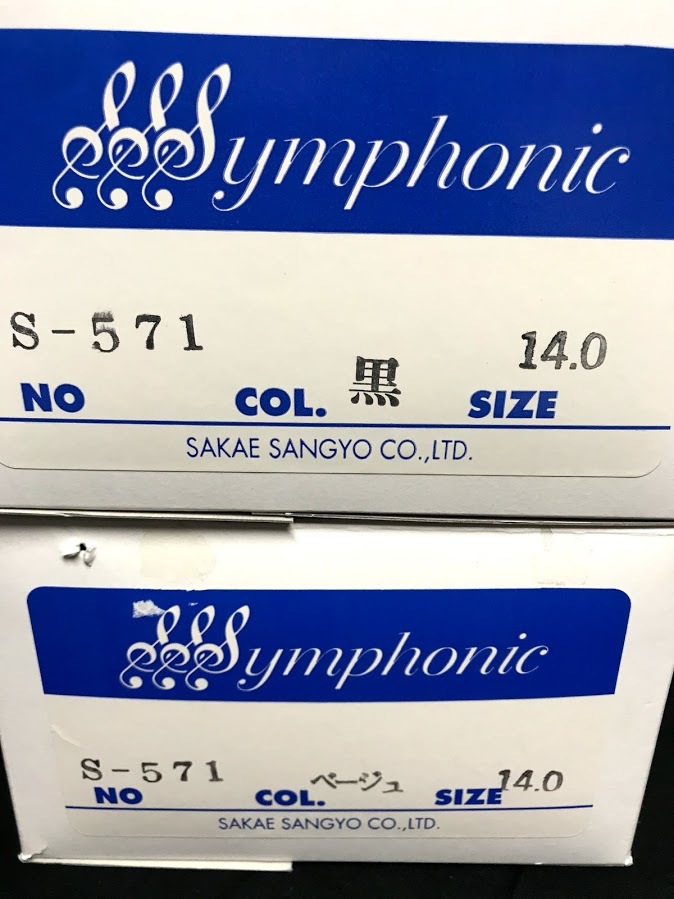 Symphonic
S-571 黒 14.0
NO COL. SIZE
SAKAE SANGYO CO.,LTD.
Symphonic
S-571 ベージュ 14.0
NO COL. SIZE
SAKAE SANGYO CO.,LTD.